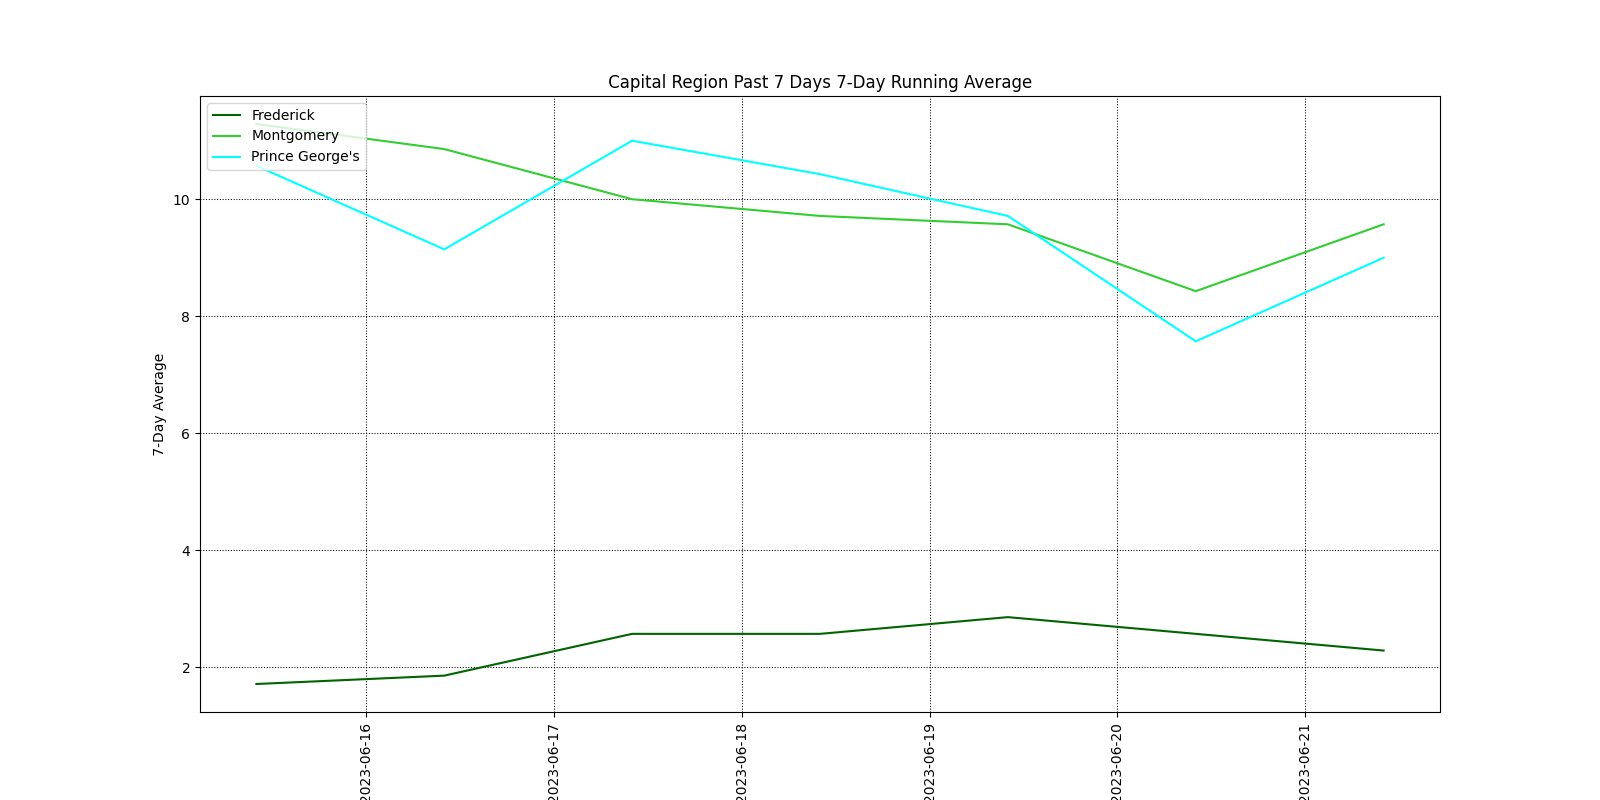 Capital Region Past 7 Days 7-Day Running Average
Frederick
Montgomery
Prince George's
7-Day Average
10
8
6
4
2
2023-06-16
2023-06-17
2023-06-18
2023-06-19
2023-06-20
2023-06-21